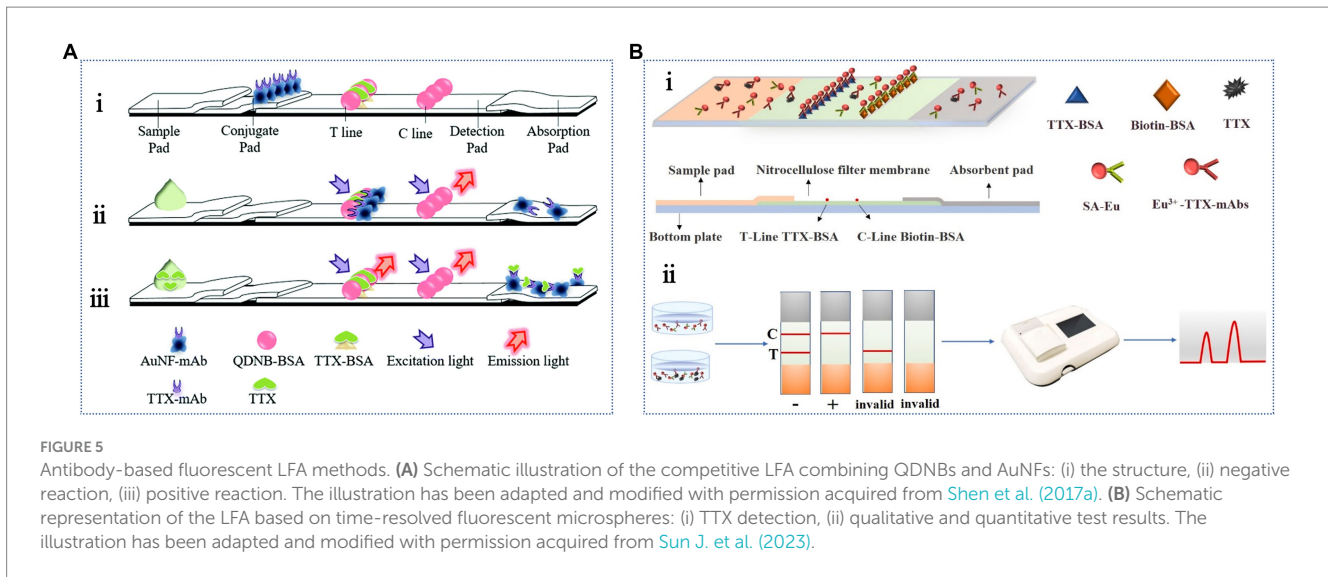 A
i
Sample Pad
Conjugate Pad
T line
C line
Detection Pad
Absorption Pad
ii
iii
AuNF-mAb
QDNB-BSA
TTX-BSA
Excitation light
Emission light
TTX-mAb
TTX
B
i
TTX-BSA
Biotin-BSA
TTX
Sample pad
Nitrocellulose filter membrane
Absorbent pad
SA-Eu
Eu³⁺-TTX-mAbs
Bottom plate
T-Line TTX-BSA
C-Line Biotin-BSA
ii
C
T
-
+
invalid
invalid
FIGURE 5
Antibody-based fluorescent LFA methods. (A) Schematic illustration of the competitive LFA combining QDNBs and AuNFs: (i) the structure, (ii) negative
reaction, (iii) positive reaction. The illustration has been adapted and modified with permission acquired from Shen et al. (2017a). (B) Schematic
representation of the LFA based on time-resolved fluorescent microspheres: (i) TTX detection, (ii) qualitative and quantitative test results. The
illustration has been adapted and modified with permission acquired from Sun J. et al. (2023).